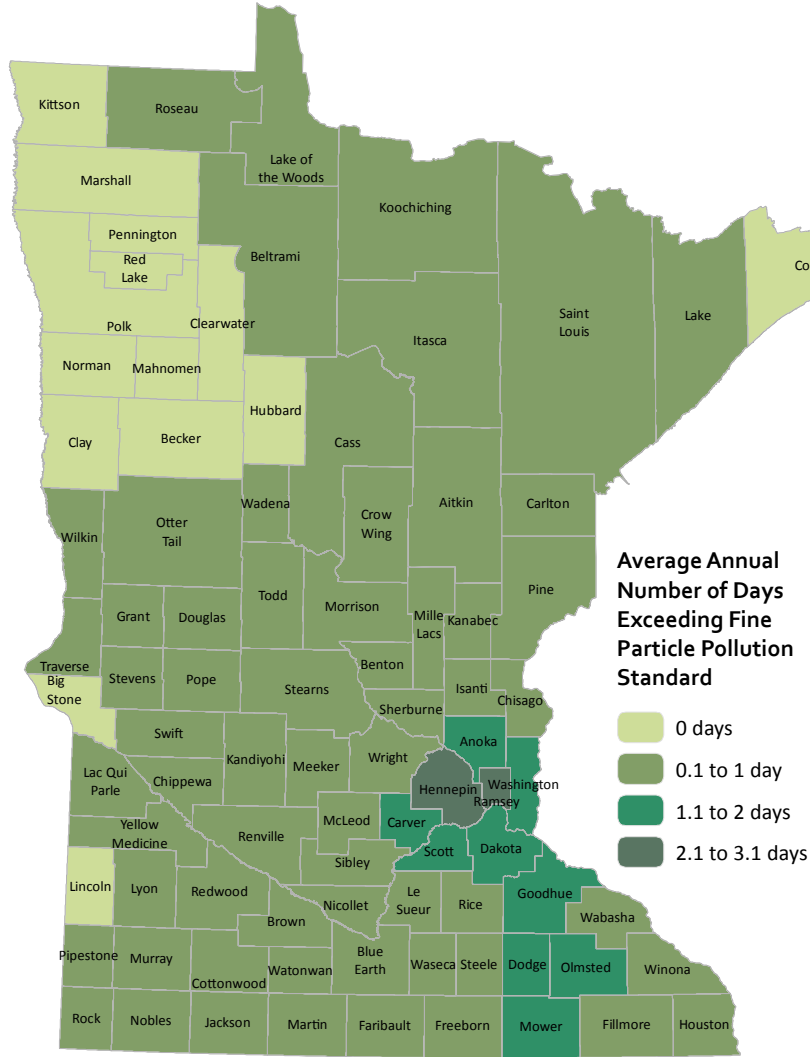 Kittson
Roseau
Lake of
the Woods
Marshall
Koochiching
Pennington
Red
Lake
Beltrami
Co
Polk
Clearwater
Saint
Louis
Lake
Itasca
Norman
Mahnomen
Hubbard
Clay
Becker
Cass
Wadena
Aitkin
Carlton
Crow
Wing
Otter
Tail
Wilkin
Pine
Todd
Morrison
Mille
Lacs
Kanabec
Grant
Douglas
Traverse
Benton
Big
Stone
Stevens
Pope
Stearns
Isanti
Chisago
Sherburne
Swift
Anoka
Kandiyohi
Meeker
Wright
Lac Qui
Parle
Chippewa
Hennepin
Washington
Ramsey
McLeod
Carver
Yellow
Medicine
Renville
Scott
Dakota
Sibley
Lincoln
Lyon
Redwood
Nicollet
Le
Sueur
Rice
Goodhue
Wabasha
Brown
Pipestone
Murray
Cottonwood
Watonwan
Blue
Earth
Waseca
Steele
Dodge
Olmsted
Winona
Rock
Nobles
Jackson
Martin
Faribault
Freeborn
Mower
Fillmore
Houston
Average Annual
Number of Days
Exceeding Fine
Particle Pollution
Standard
0 days
0.1 to 1 day
1.1 to 2 days
2.1 to 3.1 days